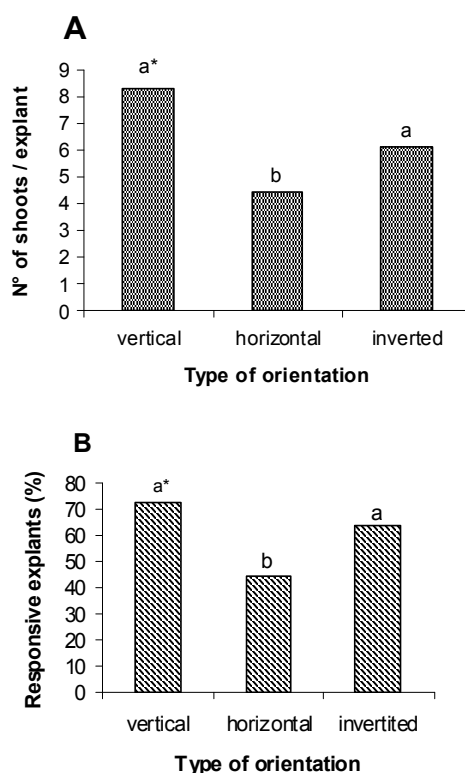 A
N° of shoots / explant
9
8
7
6
5
4
3
2
1
0
a*
b
a
vertical horizontal inverted
Type of orientation
B
Responsive explants (%)
80
70
60
50
40
30
20
10
0
a*
b
a
vertical horizontal invertited
Type of orientation